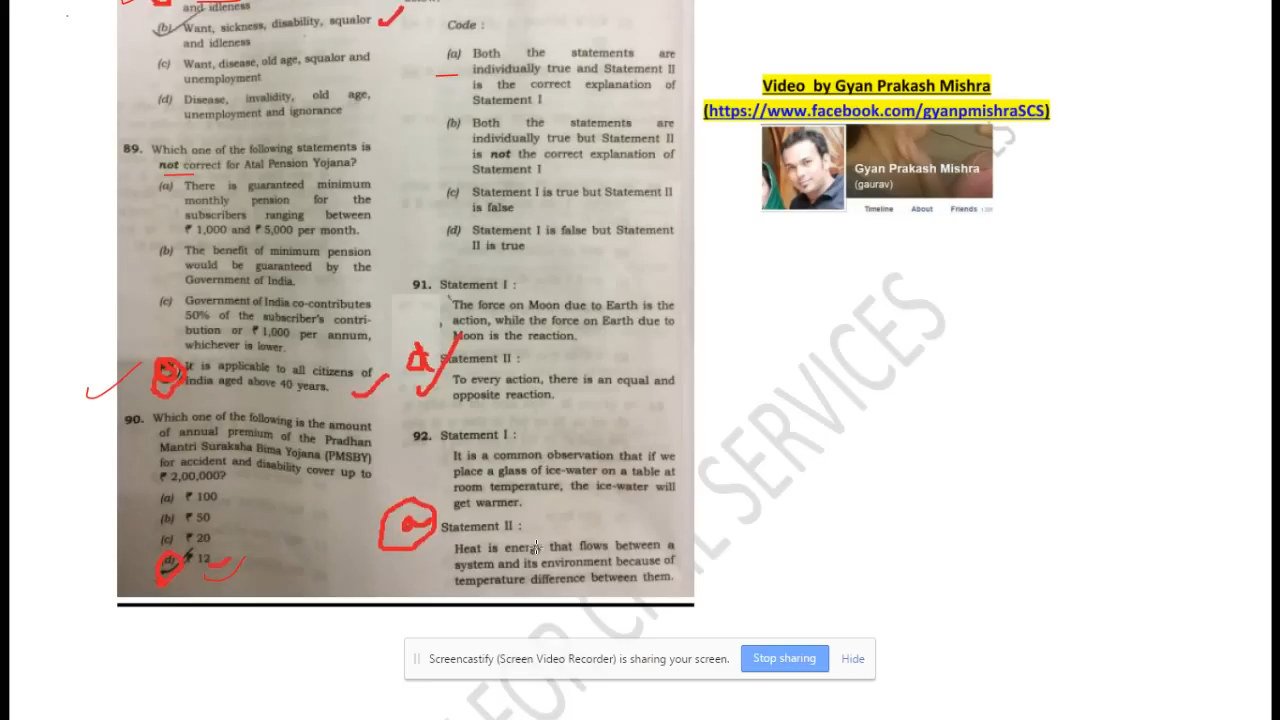 and idleness
(b) Want, sickness, disability, squalor
and idleness
(c) Want, disease, old age, squalor and
unemployment
(d) Disease, invalidity, old age,
unemployment and ignorance
89. Which one of the following statements is
not correct for Atal Pension Yojana?
(a) There is guaranteed minimum
monthly pension for the
subscribers ranging between
₹ 1,000 and ₹ 5,000 per month.
(b) The benefit of minimum pension
would be guaranteed by the
Government of India.
(c) Government of India co-contributes
50% of the subscriber's contri-
bution or ₹ 1,000 per annum,
whichever is lower.
It is applicable to all citizens of
India aged above 40 years.
90. Which one of the following is the amount
of annual premium of the Pradhan
Mantri Suraksha Bima Yojana (PMSBY)
for accident and disability cover up to
₹ 2,00,000?
(a) ₹ 100
(b) ₹ 50
(c) ₹ 20
(d) ₹ 12
Code :
(a) Both the statements are
individually true and Statement II
is the correct explanation of
Statement I
(b) Both the statements are
individually true but Statement II
is not the correct explanation of
Statement I
(c) Statement I is true but Statement II
is false
(d) Statement I is false but Statement
II is true
91. Statement I :
The force on Moon due to Earth is the
action, while the force on Earth due to
Moon is the reaction.
Statement II :
To every action, there is an equal and
opposite reaction.
92. Statement I :
It is a common observation that if we
place a glass of ice-water on a table at
room temperature, the ice-water will
get warmer.
Statement II :
Heat is energy that flows between a
system and its environment because of
temperature difference between them.
Video by Gyan Prakash Mishra
(https://www.facebook.com/gyanpmishraSCS)
Gyan Prakash Mishra
(gaurav)
Timeline About Friends
FOR CIVIL SERVICES
Screencastify (Screen Video Recorder) is sharing your screen.
Stop sharing
Hide